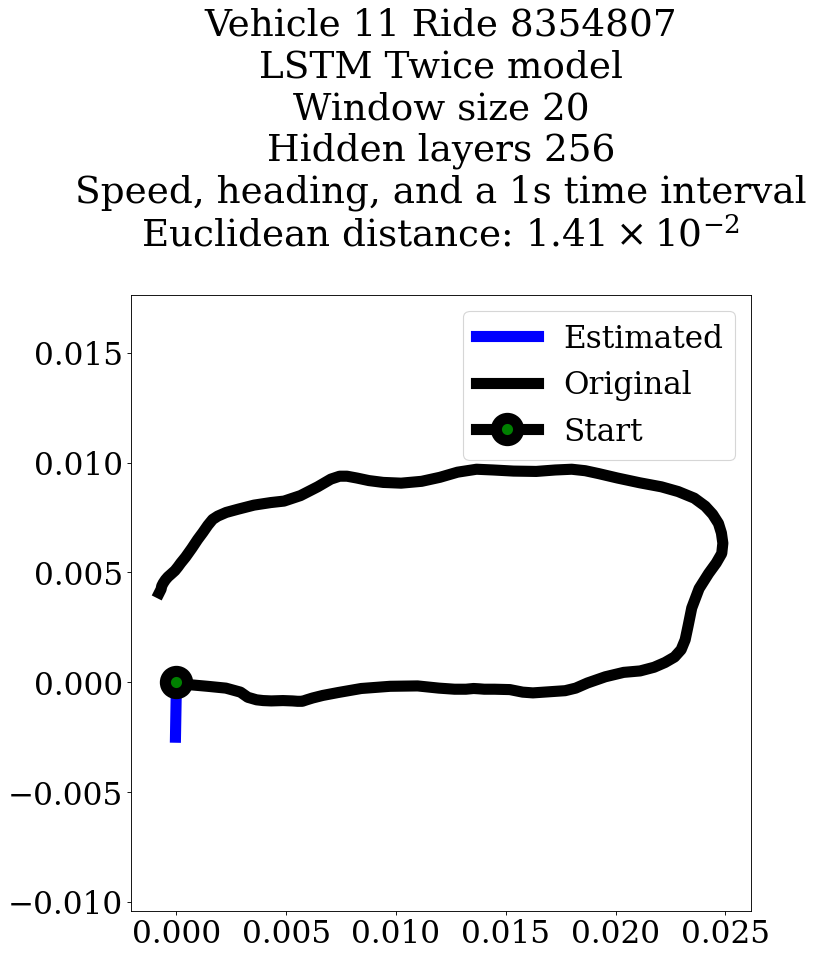 Vehicle 11 Ride 8354807
LSTM Twice model
Window size 20
Hidden layers 256
Speed, heading, and a 1s time interval
Euclidean distance: 1.41 × 10⁻²
Estimated
Original
Start
0.015
0.010
0.005
0.000
−0.005
−0.010
0.000 0.005 0.010 0.015 0.020 0.025